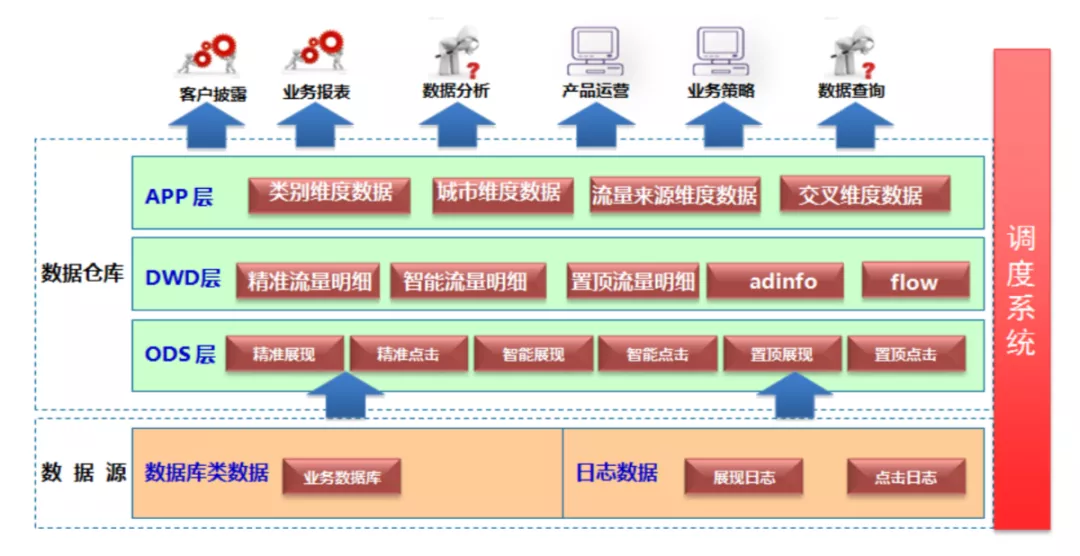 客户披露 业务报表 数据分析 产品运营 业务策略 数据查询
APP层 类别维度数据 城市维度数据 流量来源维度数据 交叉维度数据
数据仓库
DWD层 精准流量明细 智能流量明细 置顶流量明细 adinfo flow
ODS层 精准展现 精准点击 智能展现 智能点击 置顶展现 置顶点击
数据源 数据库类数据 业务数据库 日志数据 展现日志 点击日志
调度系统